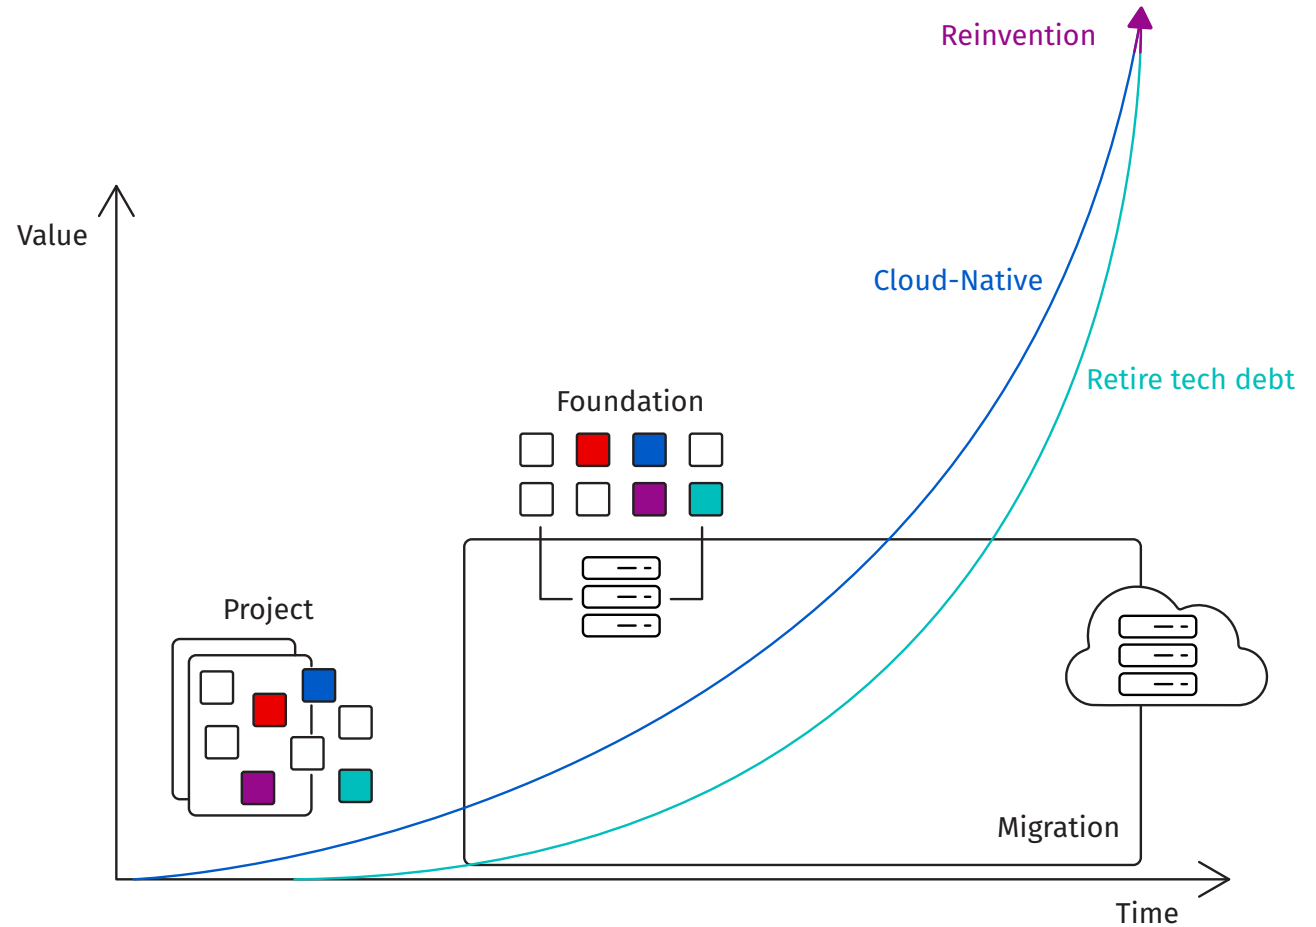 Reinvention
Value
Cloud-Native
Retire tech debt
Foundation
Project
Migration
Time